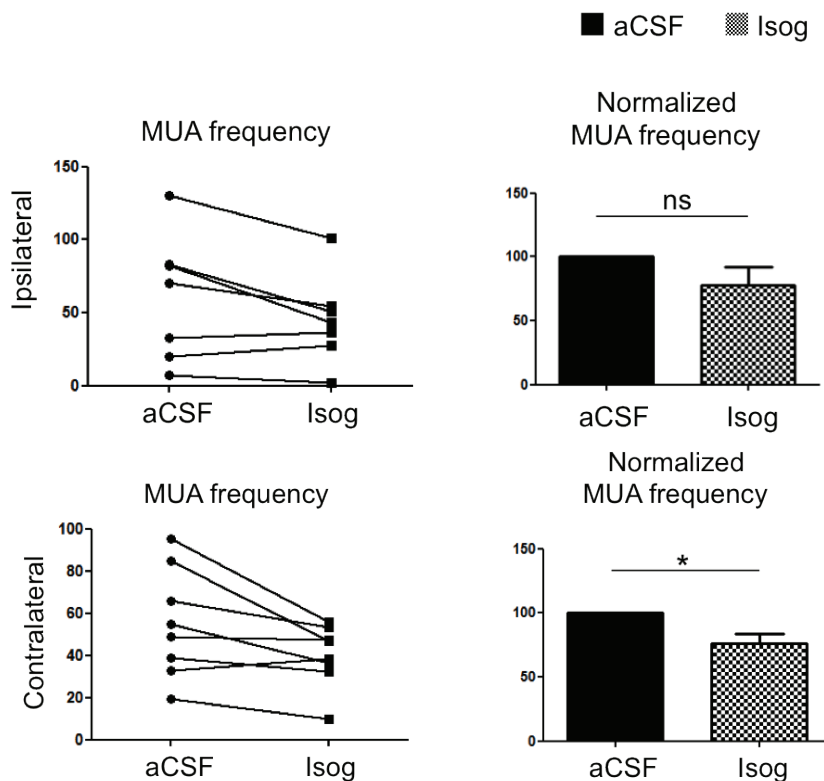 aCSF Isog
MUA frequency
Ipsilateral
150
100
50
0
aCSF Isog
Normalized
MUA frequency
150
100
50
0
ns
aCSF Isog
MUA frequency
Contralateral
100
80
60
40
20
0
aCSF Isog
Normalized
MUA frequency
150
100
50
0
*
aCSF Isog